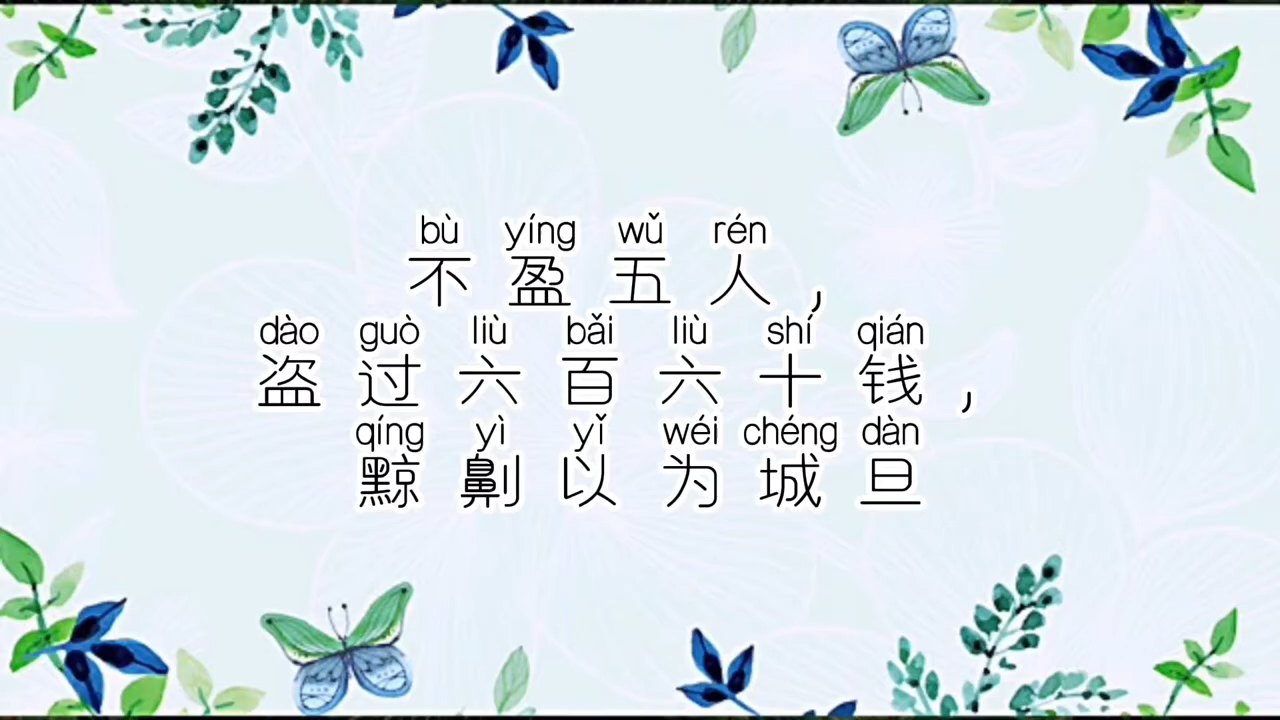 bù yíng wǔ rén
不盈五人,
dào guò liù bǎi liù shí qián
盗过六百六十钱,
qíng yì yǐ wéi chéng dàn
黥劓以为城旦